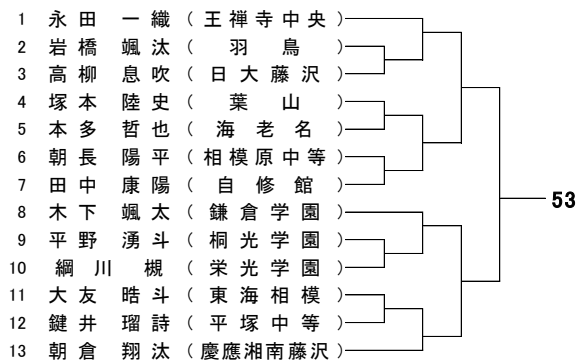 1 永田 一織 ( 王禅寺中央 )
2 岩橋 颯汰 ( 羽鳥 )
3 高柳 息吹 ( 日大藤沢 )
4 塚本 陸史 ( 葉山 )
5 本多 哲也 ( 海老名 )
6 朝長 陽平 ( 相模原中等 )
7 田中 康陽 ( 自修館 )
8 木下 颯太 ( 鎌倉学園 )
53
9 平野 湧斗 ( 桐光学園 )
10 綱川 槻 ( 栄光学園 )
11 大友 晧斗 ( 東海相模 )
12 鍵井 瑠詩 ( 平塚中等 )
13 朝倉 翔汰 ( 慶應湘南藤沢 )